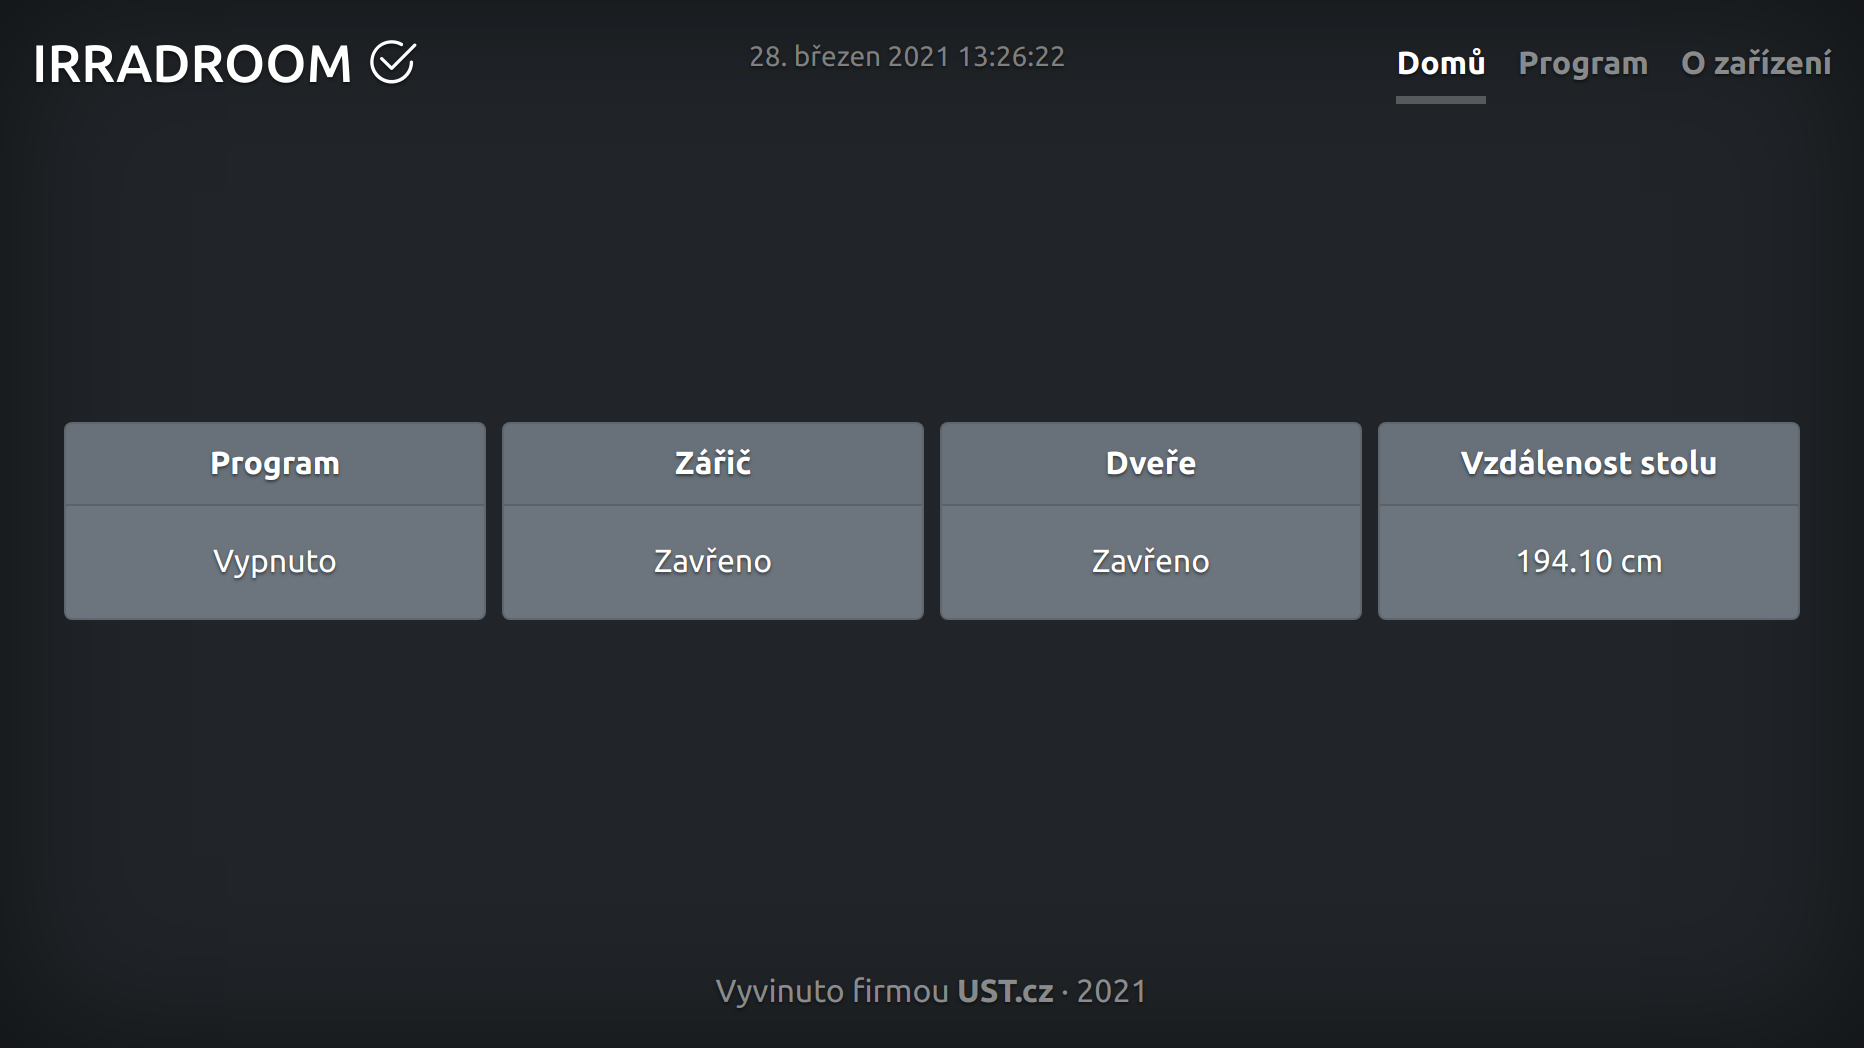 IRRADROOM
28. březen 2021 13:26:22
Domů Program O zařízení
Program
Vypnuto
Zářič
Zavřeno
Dveře
Zavřeno
Vzdálenost stolu
194.10 cm
Vyvinuto firmou UST.cz · 2021